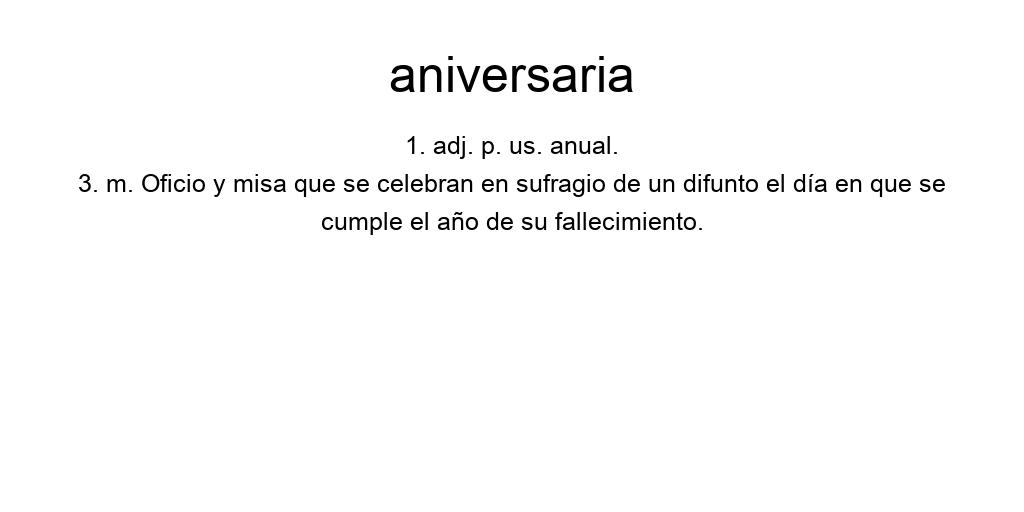 aniversaria
1. adj. p. us. anual.
3. m. Oficio y misa que se celebran en sufragio de un difunto el día en que se
cumple el año de su fallecimiento.